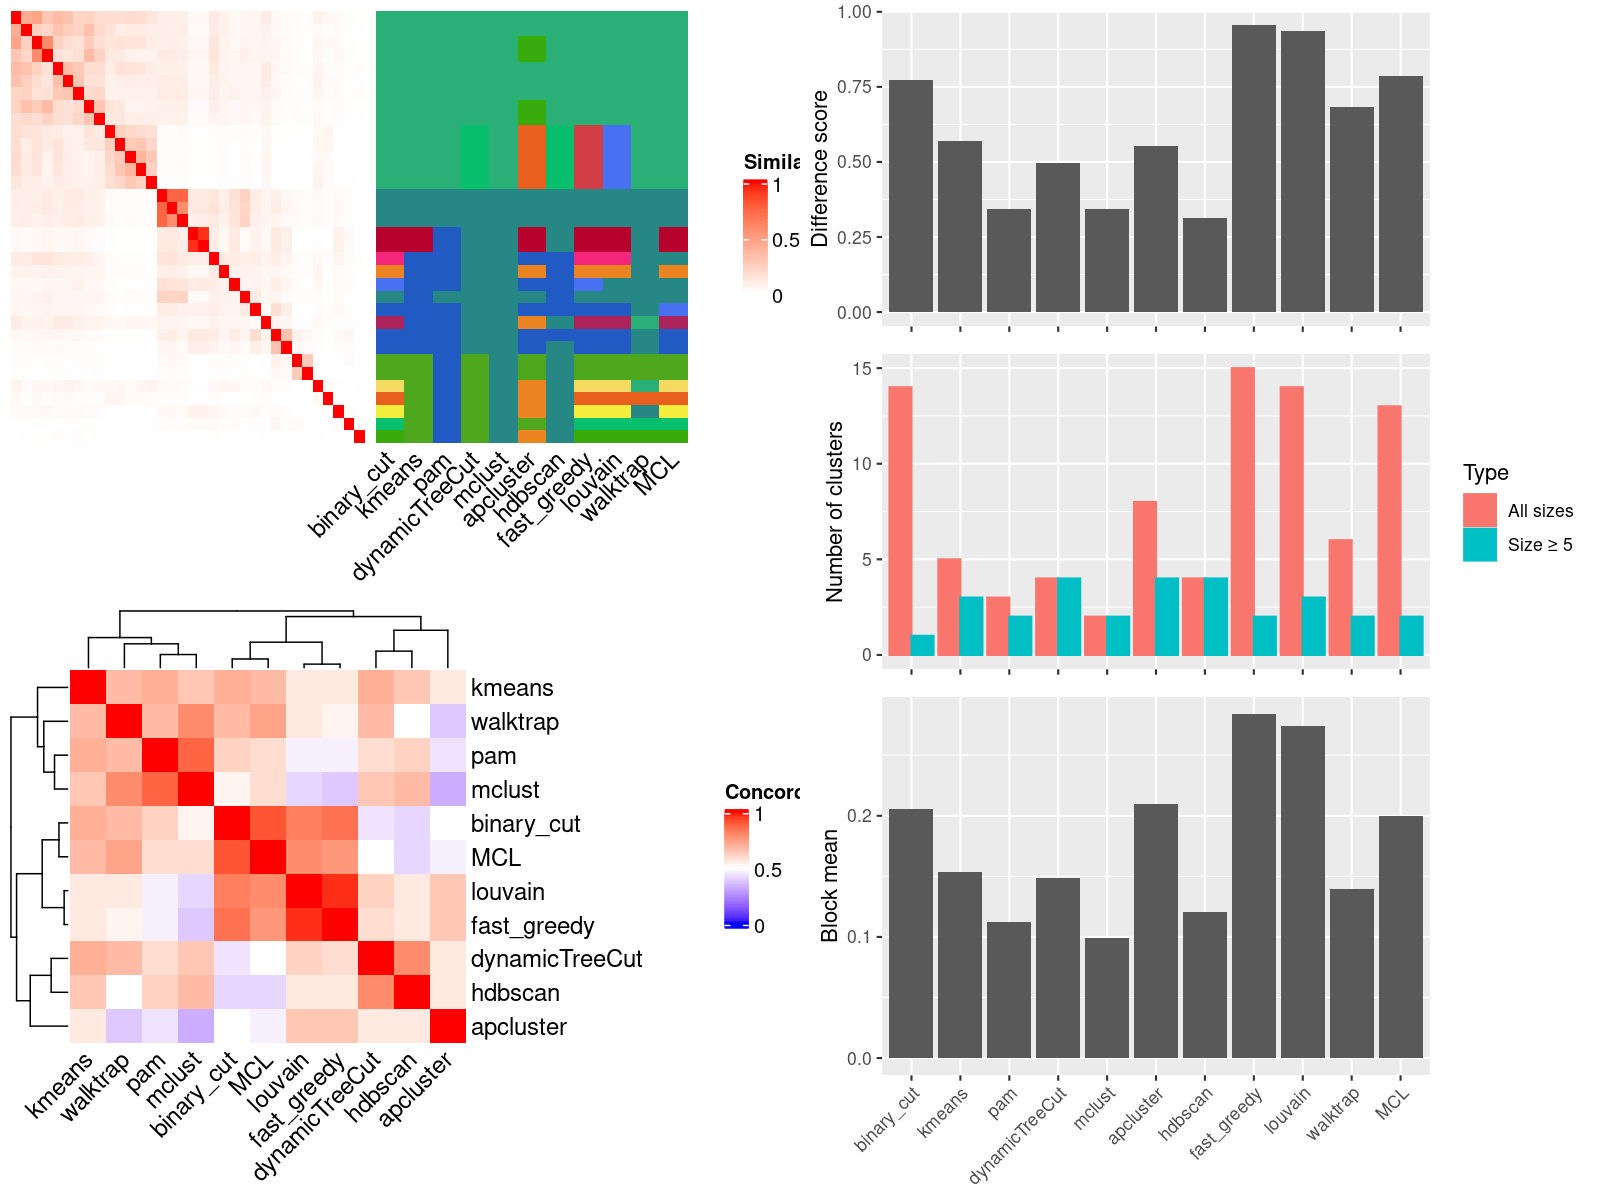 Simila
1
0.5
0
binary_cut
kmeans
pam
dynamicTreeCut
mclust
apcluster
hdbscan
fast_greedy
louvain
walktrap
MCL
Difference score
1.00
0.75
0.50
0.25
0.00
Number of clusters
15
10
5
0
Type
All sizes
Size ≥ 5
kmeans
walktrap
pam
mclust
binary_cut
MCL
louvain
fast_greedy
dynamicTreeCut
hdbscan
apcluster
kmeans
walktrap
pam
mclust
binary_cut
MCL
louvain
fast_greedy
dynamicTreeCut
hdbscan
apcluster
Concord
1
0.5
0
Block mean
0.2
0.1
0.0
binary_cut
kmeans
pam
dynamicTreeCut
mclust
apcluster
hdbscan
fast_greedy
louvain
walktrap
MCL